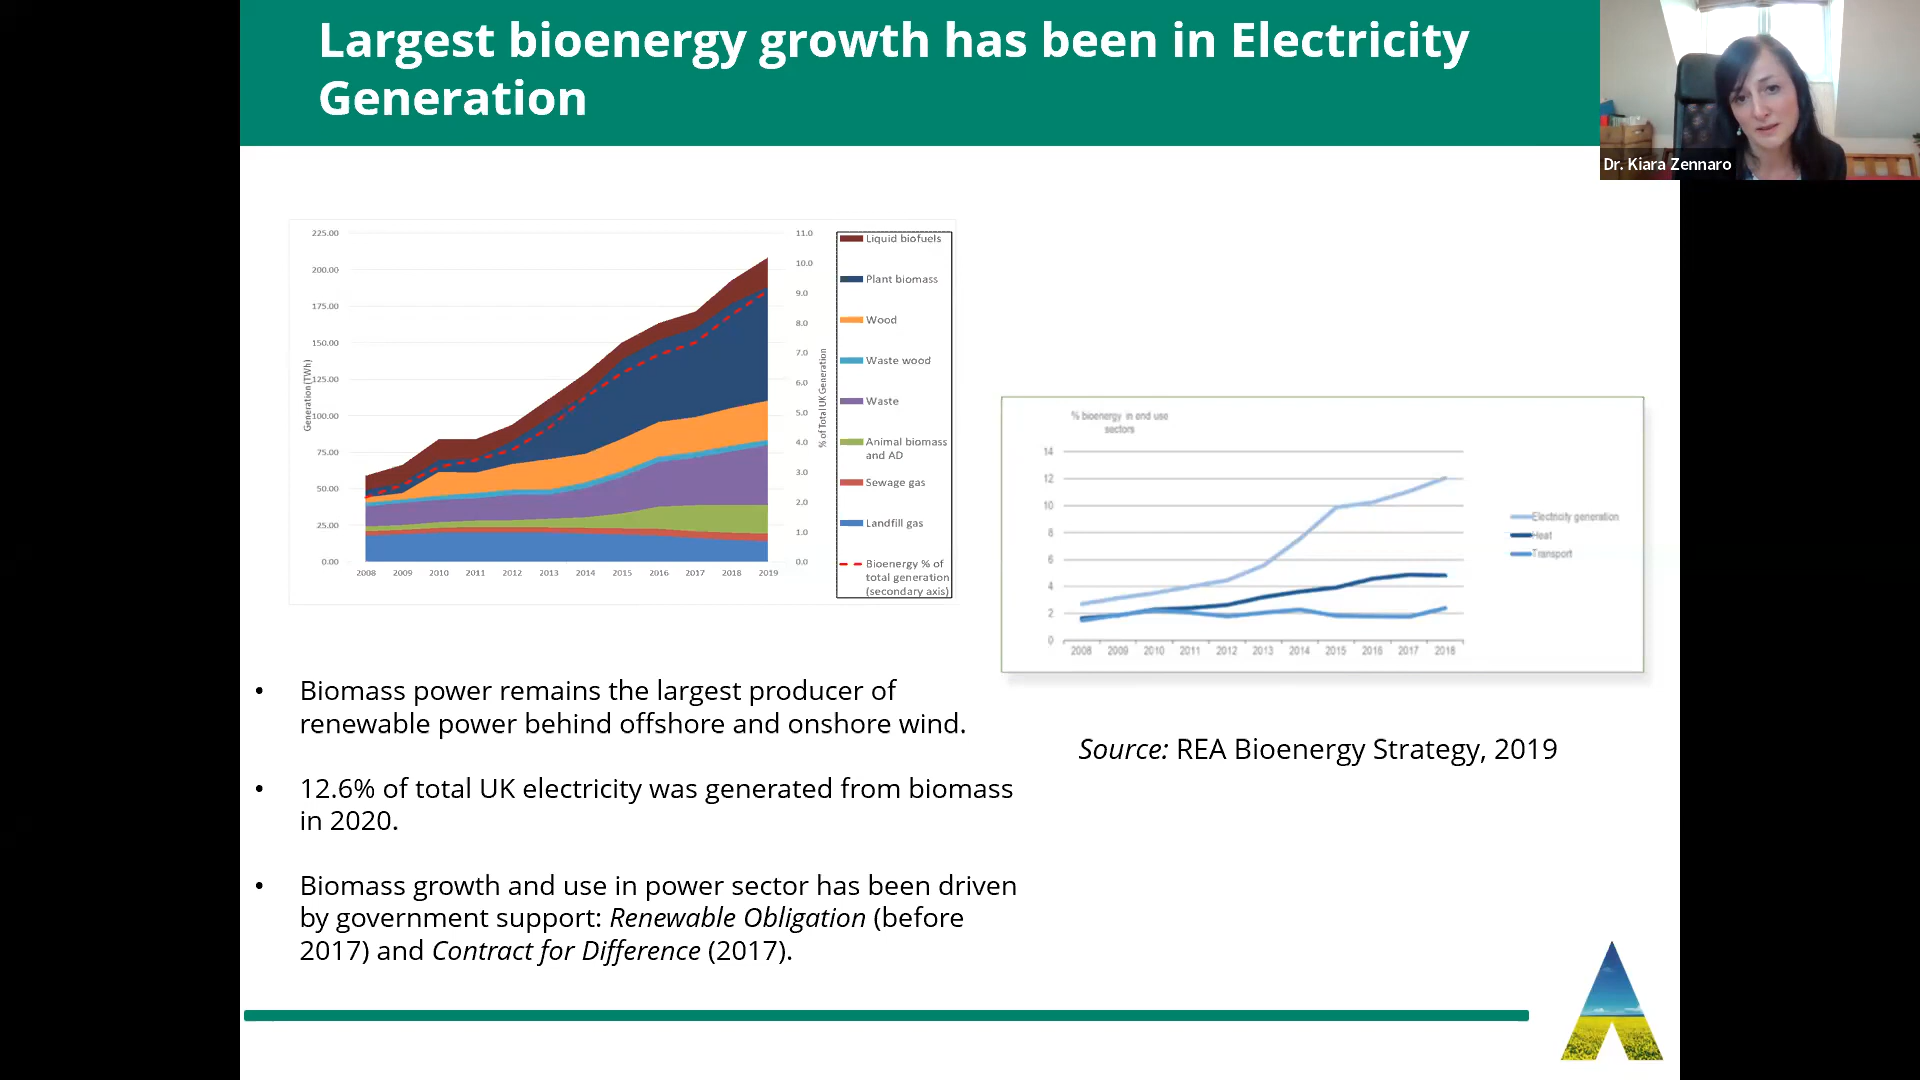 Largest bioenergy growth has been in Electricity
Generation
Dr. Kiara Zennaro
225.00
200.00
175.00
150.00
125.00
100.00
75.00
50.00
25.00
0.00
Generation (TWh)
2008 2009 2010 2011 2012 2013 2014 2015 2016 2017 2018 2019
11.0
10.0
9.0
8.0
7.0
6.0
5.0
4.0
3.0
2.0
1.0
0.0
% of Total UK Generation
Liquid biofuels
Plant biomass
Wood
Waste wood
Waste
Animal biomass
and AD
Sewage gas
Landfill gas
Bioenergy % of
total generation
(secondary axis)
% bioenergy in end use
sectors
14
12
10
8
6
4
2
0
2008 2009 2010 2011 2012 2013 2014 2015 2016 2017 2018
Electricity generation
Heat
Transport
• Biomass power remains the largest producer of
renewable power behind offshore and onshore wind.
• 12.6% of total UK electricity was generated from biomass
in 2020.
• Biomass growth and use in power sector has been driven
by government support: Renewable Obligation (before
2017) and Contract for Difference (2017).
Source: REA Bioenergy Strategy, 2019